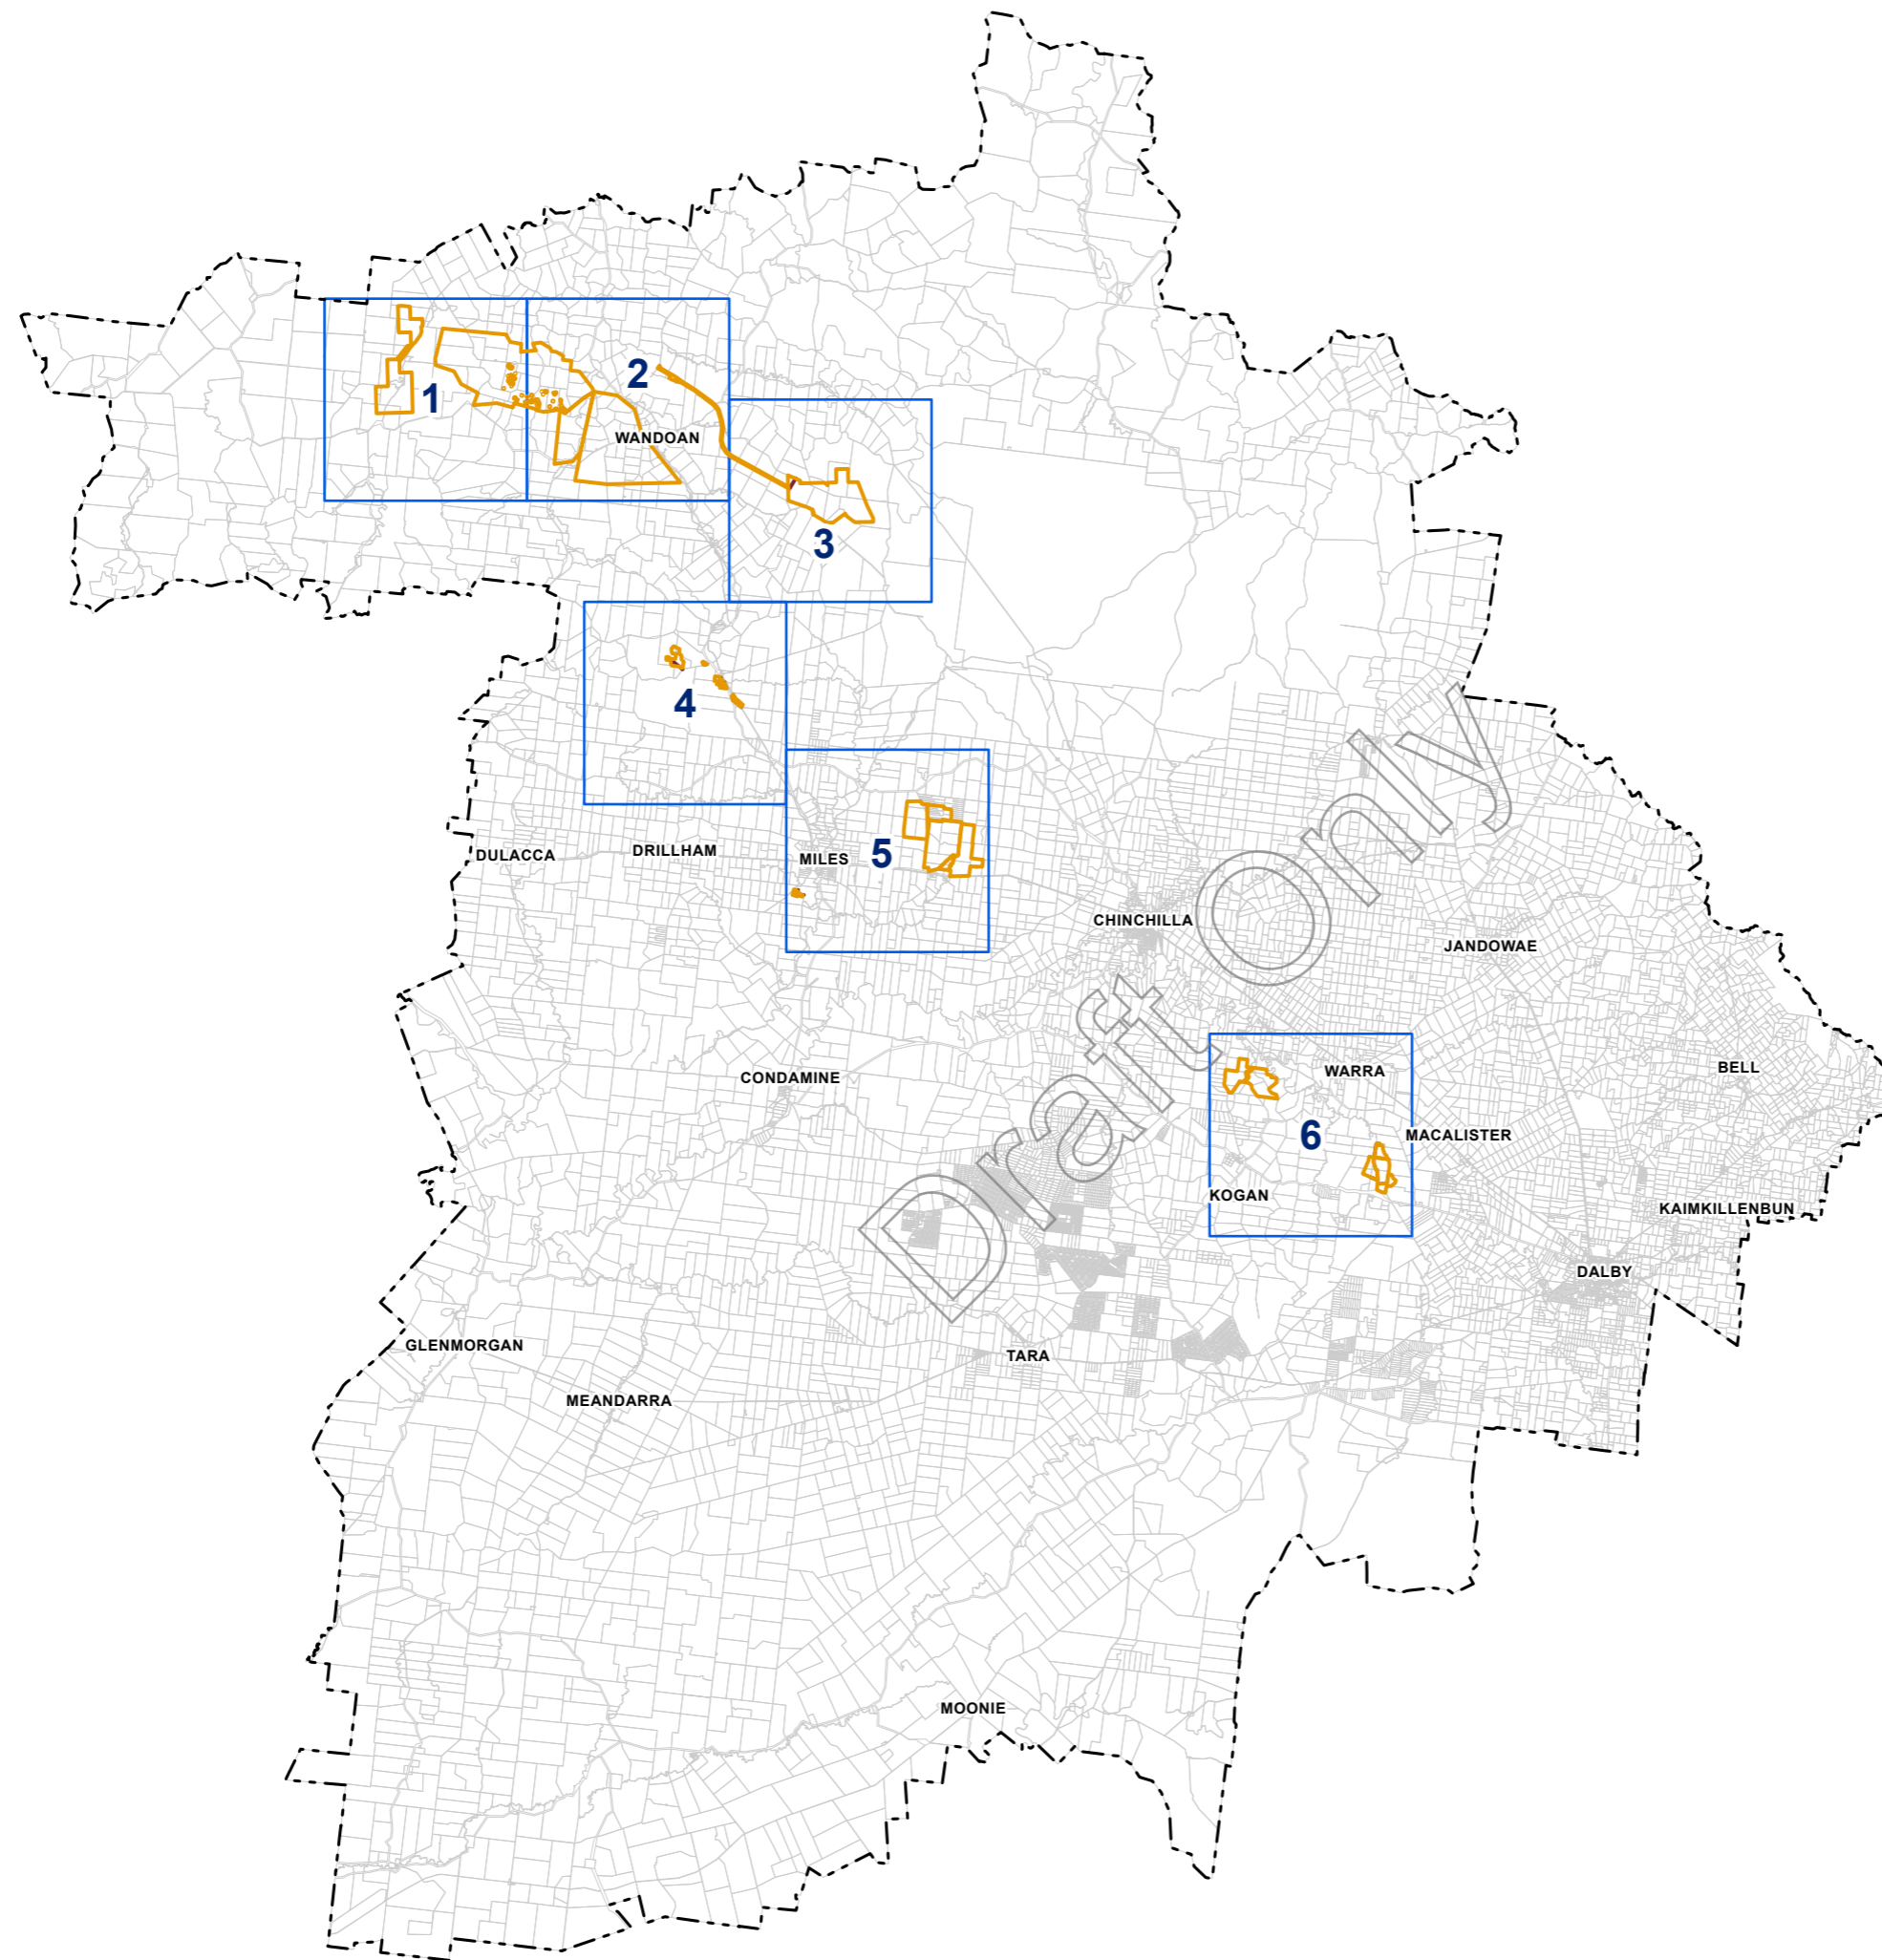 1
2
WANDOAN
3
4
DULACCA
DRILLHAM
MILES
5
CHINCHILLA
JANDOWAE
CONDAMINE
WARRA
BELL
6
MACALISTER
KOGAN
KAIMKILLENBUN
DALBY
GLENMORGAN
TARA
MEANDARRA
MOONIE
Draft Only